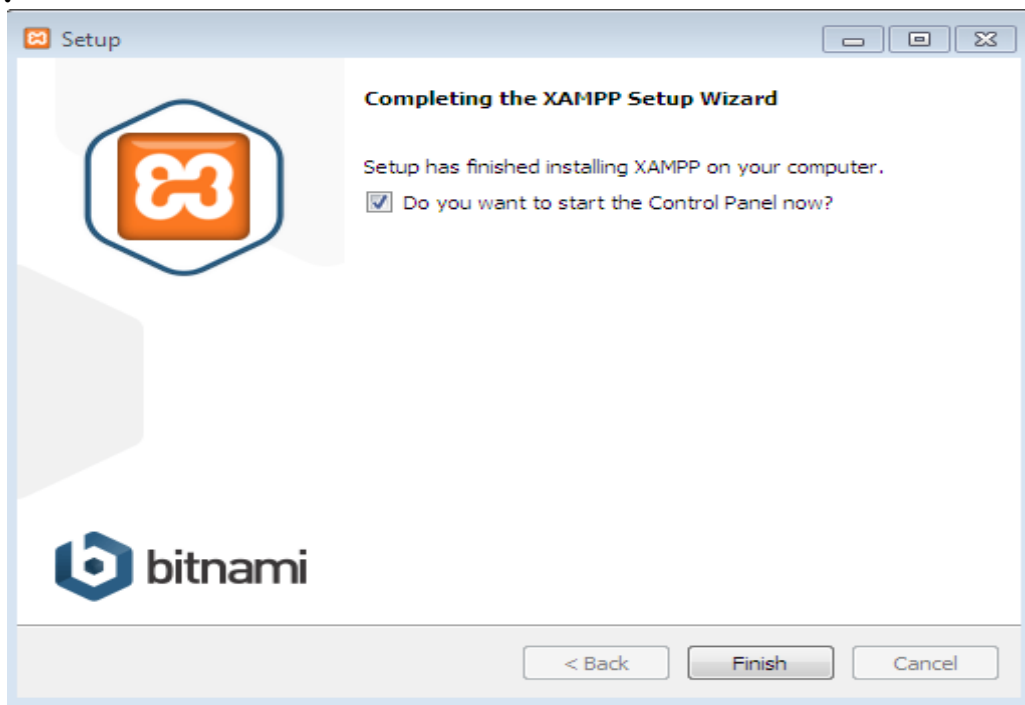 Setup
Completing the XAMPP Setup Wizard
Setup has finished installing XAMPP on your computer.
Do you want to start the Control Panel now?
bitnami
< Back Finish Cancel